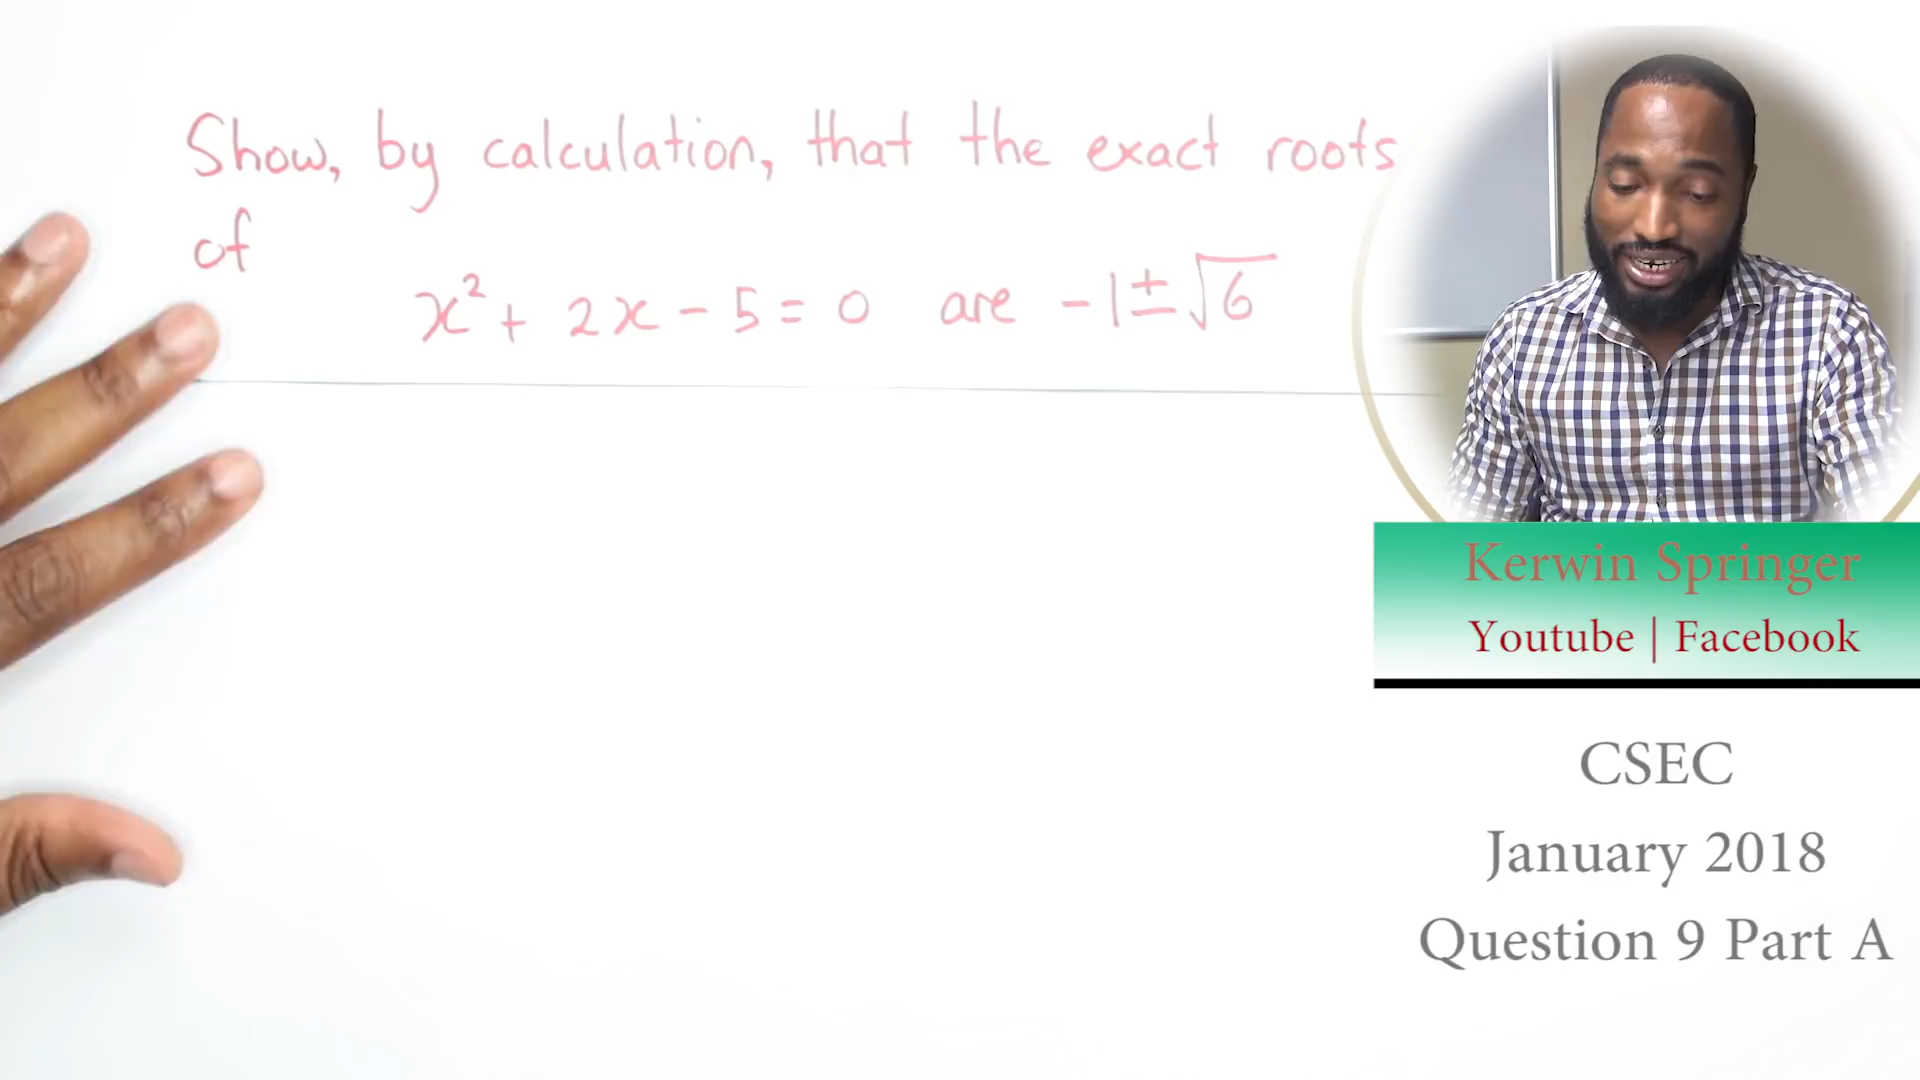 Show, by calculation, that the exact roots
of
x² + 2x - 5 = 0 are -1 ± √6
Kerwin Springer
Youtube | Facebook
CSEC
January 2018
Question 9 Part A